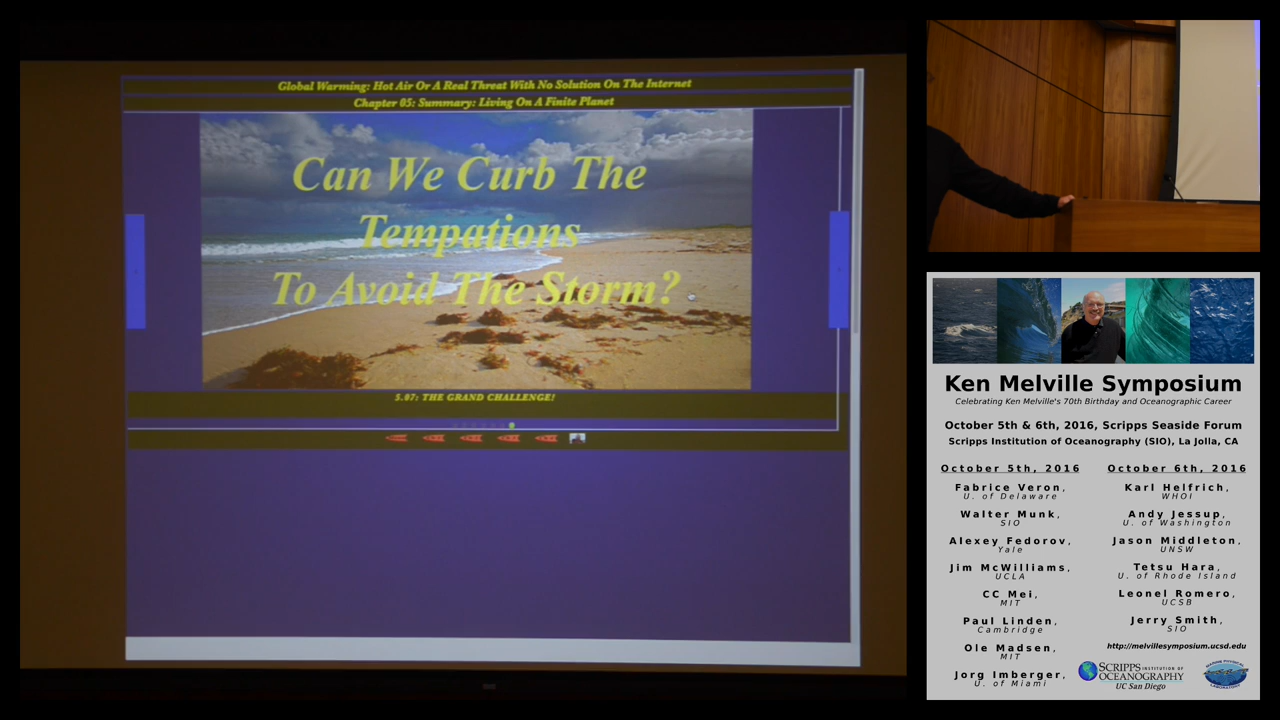 Global Warming: Hot Air Or A Real Threat With No Solution On The Internet
Chapter 05: Summary: Living On A Finite Planet
Can We Curb The
Tempations
To Avoid The Storm?
5.07: THE GRAND CHALLENGE!
Ken Melville Symposium
Celebrating Ken Melville's 70th Birthday and Oceanographic Career
October 5th & 6th, 2016, Scripps Seaside Forum
Scripps Institution of Oceanography (SIO), La Jolla, CA
October 5th, 2016
Fabrice Veron,
U. of Delaware
Walter Munk,
SIO
Alexey Fedorov,
Yale
Jim McWilliams,
UCLA
CC Mei,
MIT
Paul Linden,
Cambridge
Ole Madsen,
MIT
Jorg Imberger,
U. of Miami
October 6th, 2016
Karl Helfrich,
WHOI
Andy Jessup,
U. of Washington
Jason Middleton,
UNSW
Tetsu Hara,
U. of Rhode Island
Leonel Romero,
UCSB
Jerry Smith,
SIO
http://melvillesymposium.ucsd.edu
SCRIPPS INSTITUTION OF
OCEANOGRAPHY
UC San Diego